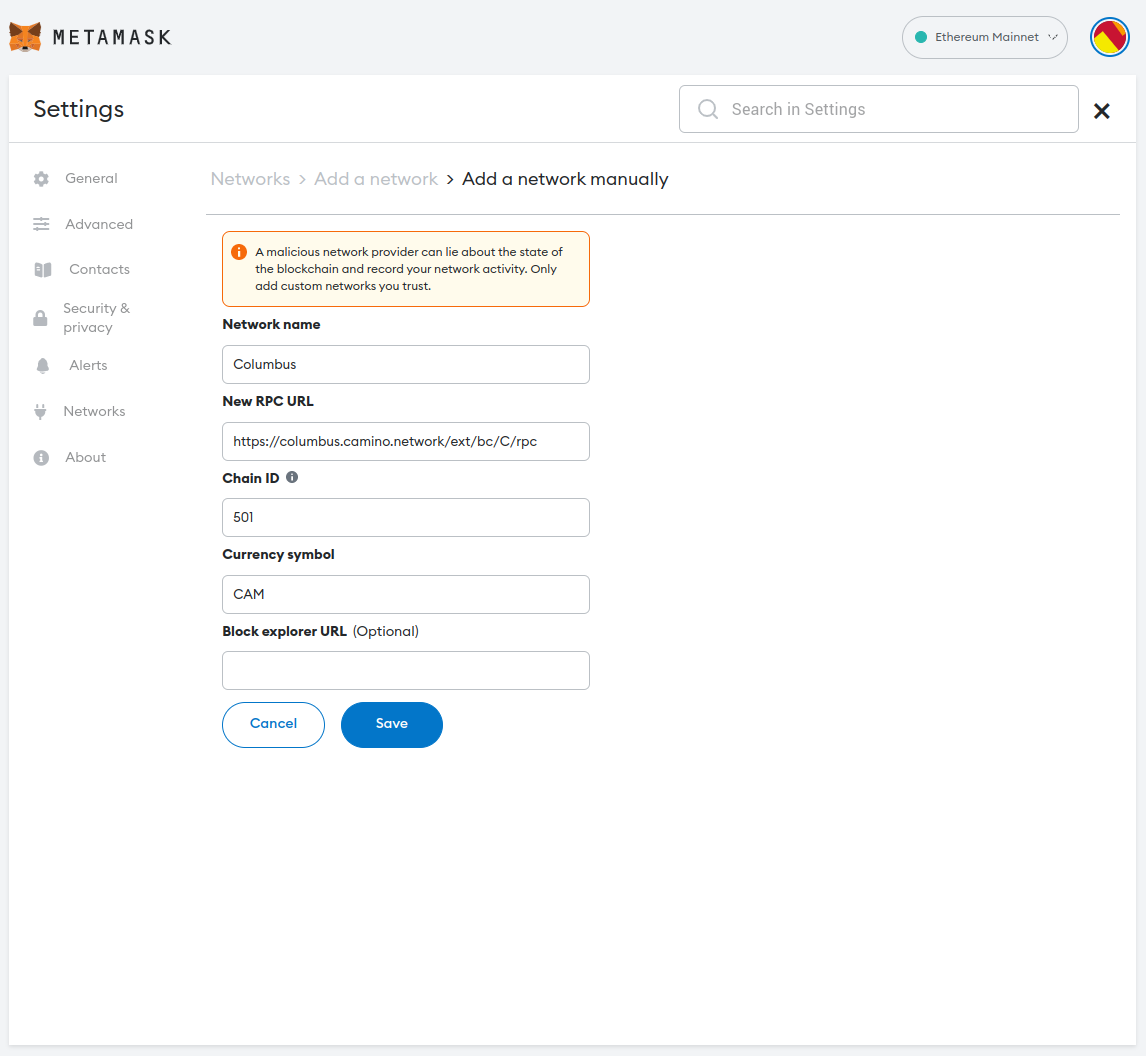 METAMASK
Ethereum Mainnet
Settings
Search in Settings
General
Advanced
Contacts
Security &
privacy
Alerts
Networks
About
Networks > Add a network > Add a network manually
A malicious network provider can lie about the state of
the blockchain and record your network activity. Only
add custom networks you trust.
Network name
Columbus
New RPC URL
https://columbus.camino.network/ext/bc/C/rpc
Chain ID
501
Currency symbol
CAM
Block explorer URL (Optional)
Cancel
Save